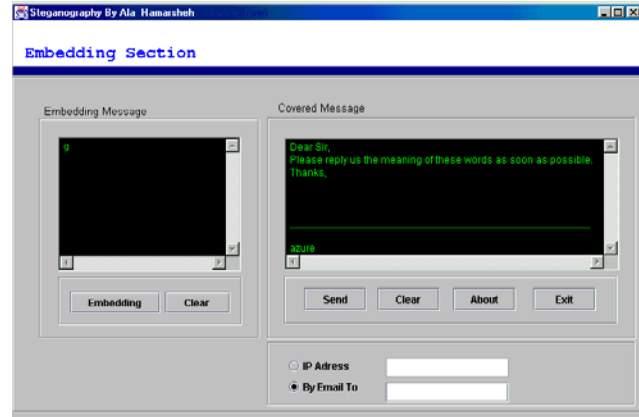 Steganography By Ala Hamarsheh
Embedding Section
Embedding Message
g
Embedding
Clear
Covered Message
Dear Sir,
Please reply us the meaning of these words as soon as possible.
Thanks,
azure
Send
Clear
About
Exit
IP Adress
By Email To